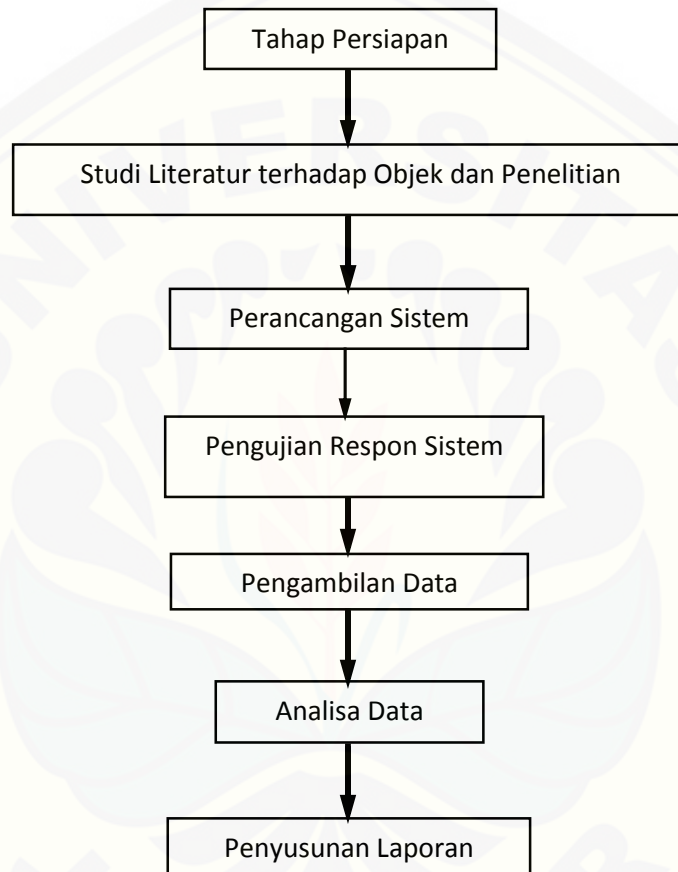 Tahap Persiapan
Studi Literatur terhadap Objek dan Penelitian
Perancangan Sistem
Pengujian Respon Sistem
Pengambilan Data
Analisa Data
Penyusunan Laporan